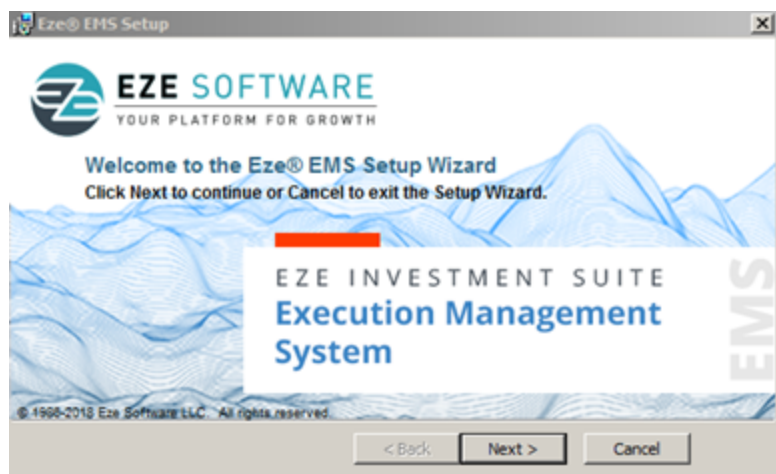 Eze® EMS Setup
EZE SOFTWARE
YOUR PLATFORM FOR GROWTH
Welcome to the Eze® EMS Setup Wizard
Click Next to continue or Cancel to exit the Setup Wizard.
EZE INVESTMENT SUITE
Execution Management
System
EMS
© 1998-2018 Eze Software LLC. All rights reserved.
< Back
Next >
Cancel